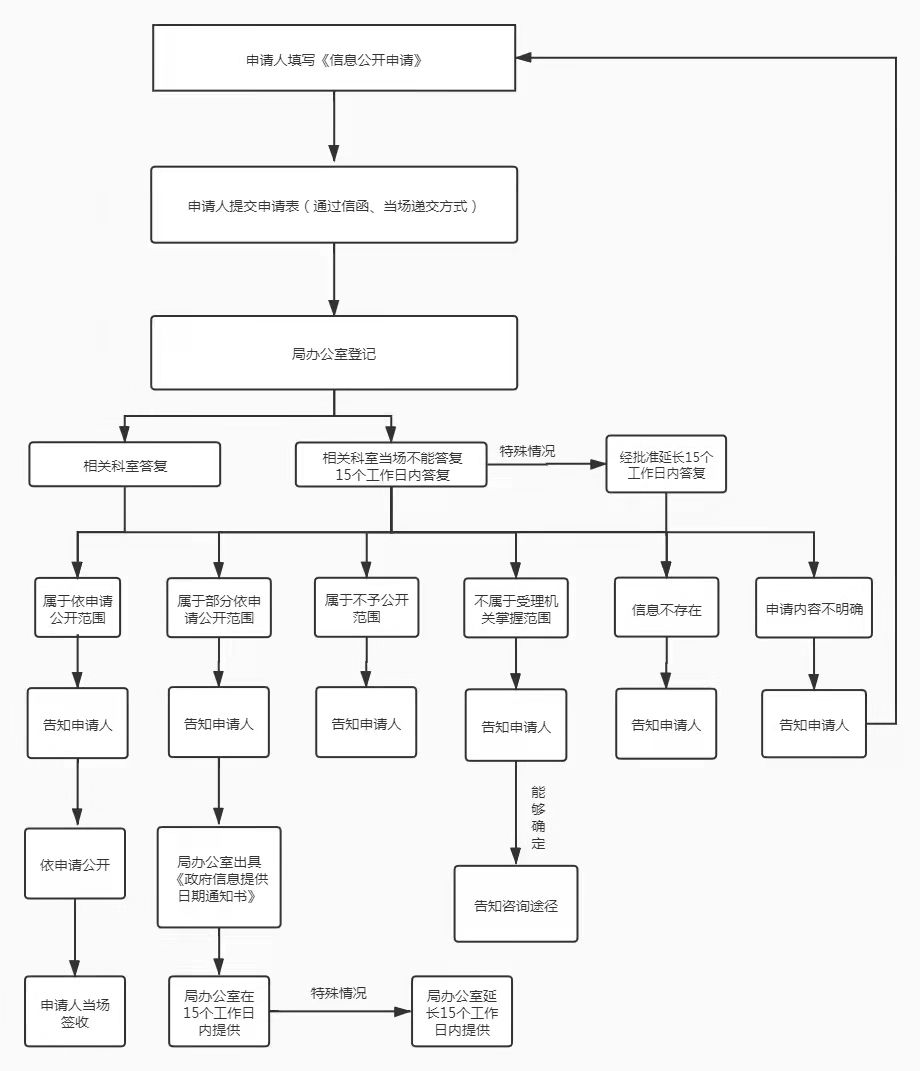 申请人填写《信息公开申请》
申请人提交申请表（通过信函、当场递交方式）
局办公室登记
相关科室答复
相关科室当场不能答复
15个工作日内答复
特殊情况
经批准延长15个
工作日内答复
属于依申请
公开范围
属于部分依申
请公开范围
属于不予公开
范围
不属于受理机
关掌握范围
信息不存在
申请内容不明确
告知申请人
告知申请人
告知申请人
告知申请人
告知申请人
告知申请人
能
够
确
定
依申请公开
局办公室出具
《政府信息提供
日期通知书》
告知咨询途径
申请人当场
签收
局办公室在
15个工作日
内提供
特殊情况
局办公室延
长15个工作
日内提供